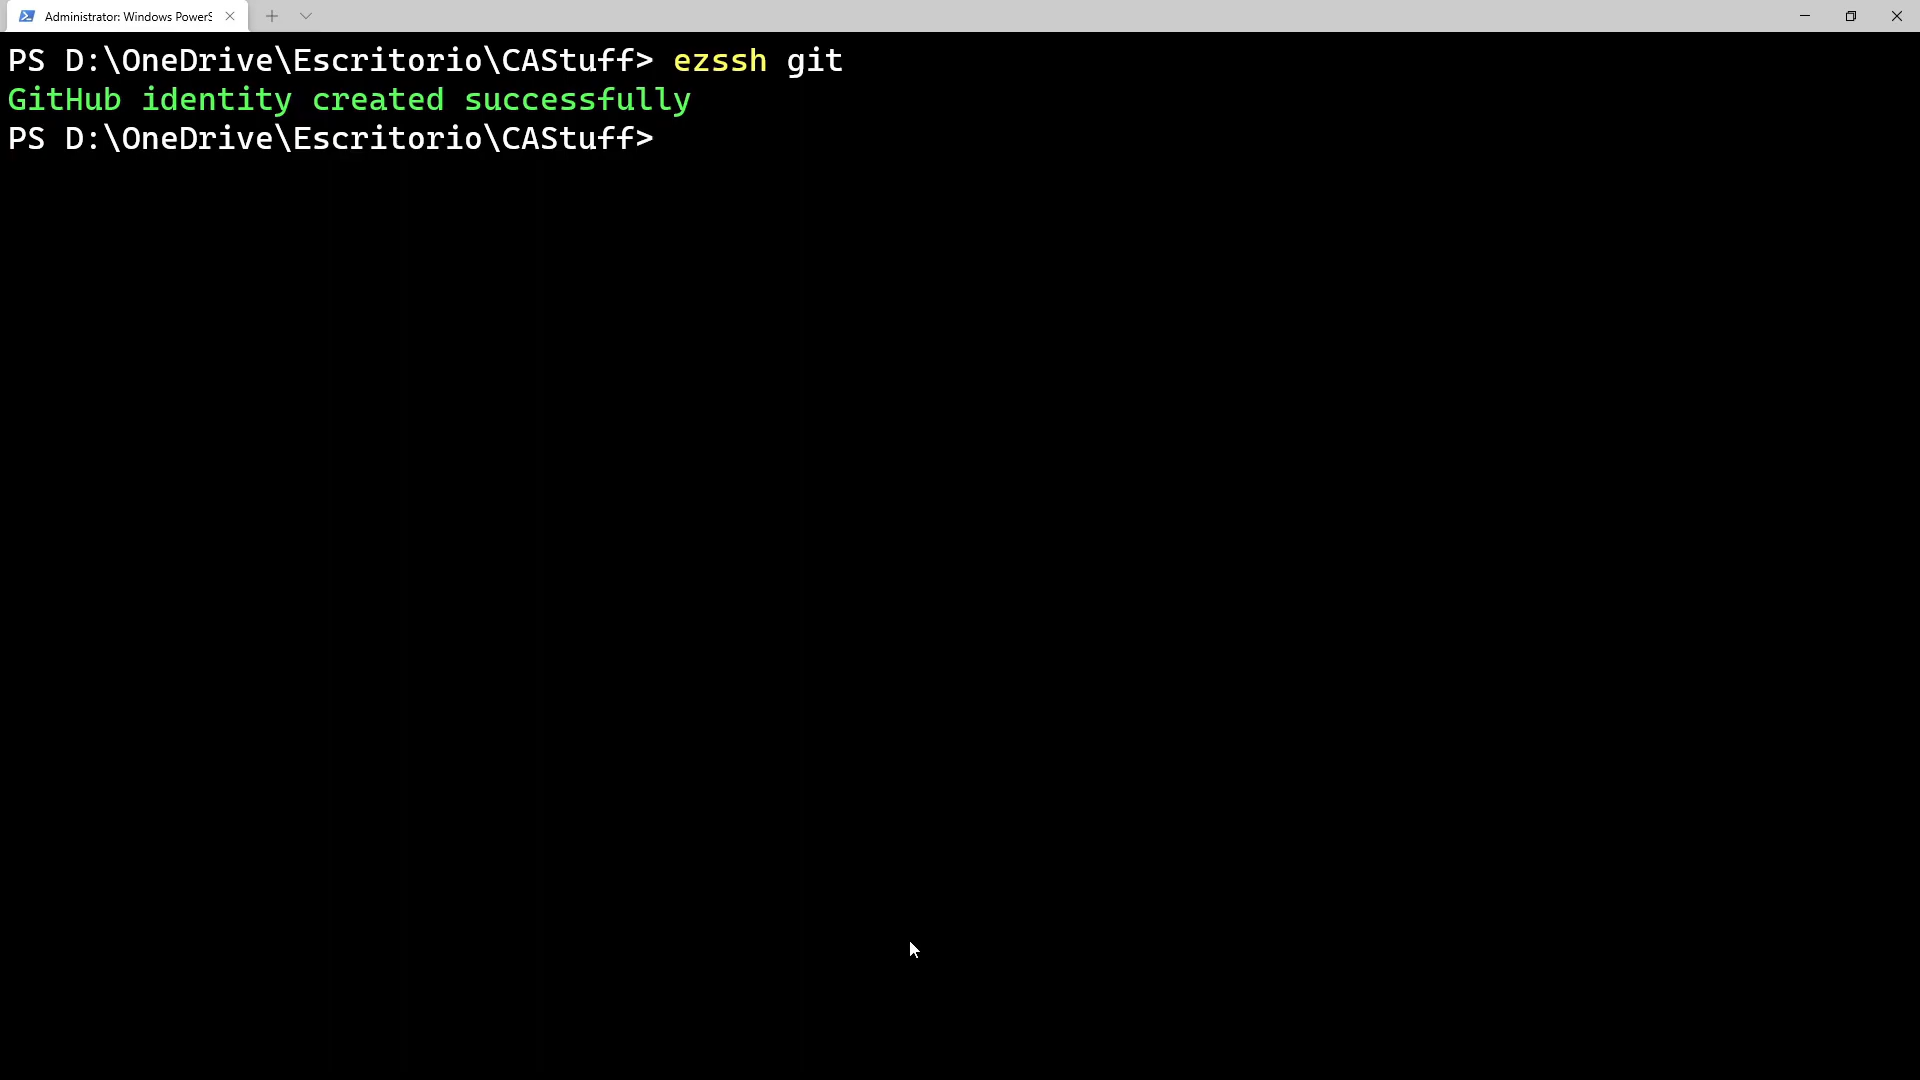 Administrator: Windows PowerS
PS D:\OneDrive\Escritorio\CAStuff> ezssh git
GitHub identity created successfully
PS D:\OneDrive\Escritorio\CAStuff>